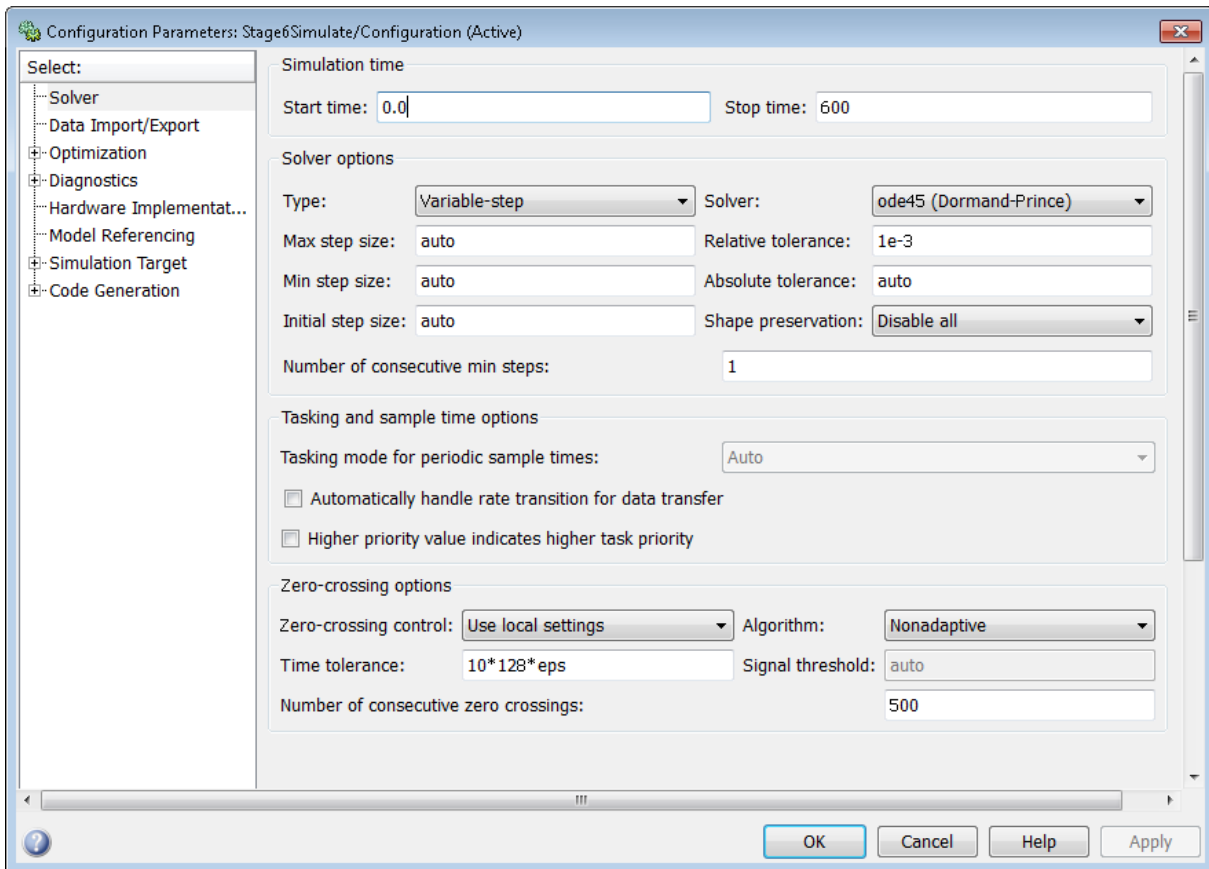 Configuration Parameters: Stage6Simulate/Configuration (Active)
Select:
Solver
Data Import/Export
Optimization
Diagnostics
Hardware Implementat...
Model Referencing
Simulation Target
Code Generation
Simulation time
Start time: 0.0 Stop time: 600
Solver options
Type: Variable-step Solver: ode45 (Dormand-Prince)
Max step size: auto Relative tolerance: 1e-3
Min step size: auto Absolute tolerance: auto
Initial step size: auto Shape preservation: Disable all
Number of consecutive min steps: 1
Tasking and sample time options
Tasking mode for periodic sample times: Auto
Automatically handle rate transition for data transfer
Higher priority value indicates higher task priority
Zero-crossing options
Zero-crossing control: Use local settings Algorithm: Nonadaptive
Time tolerance: 10*128*eps Signal threshold: auto
Number of consecutive zero crossings: 500
OK Cancel Help Apply